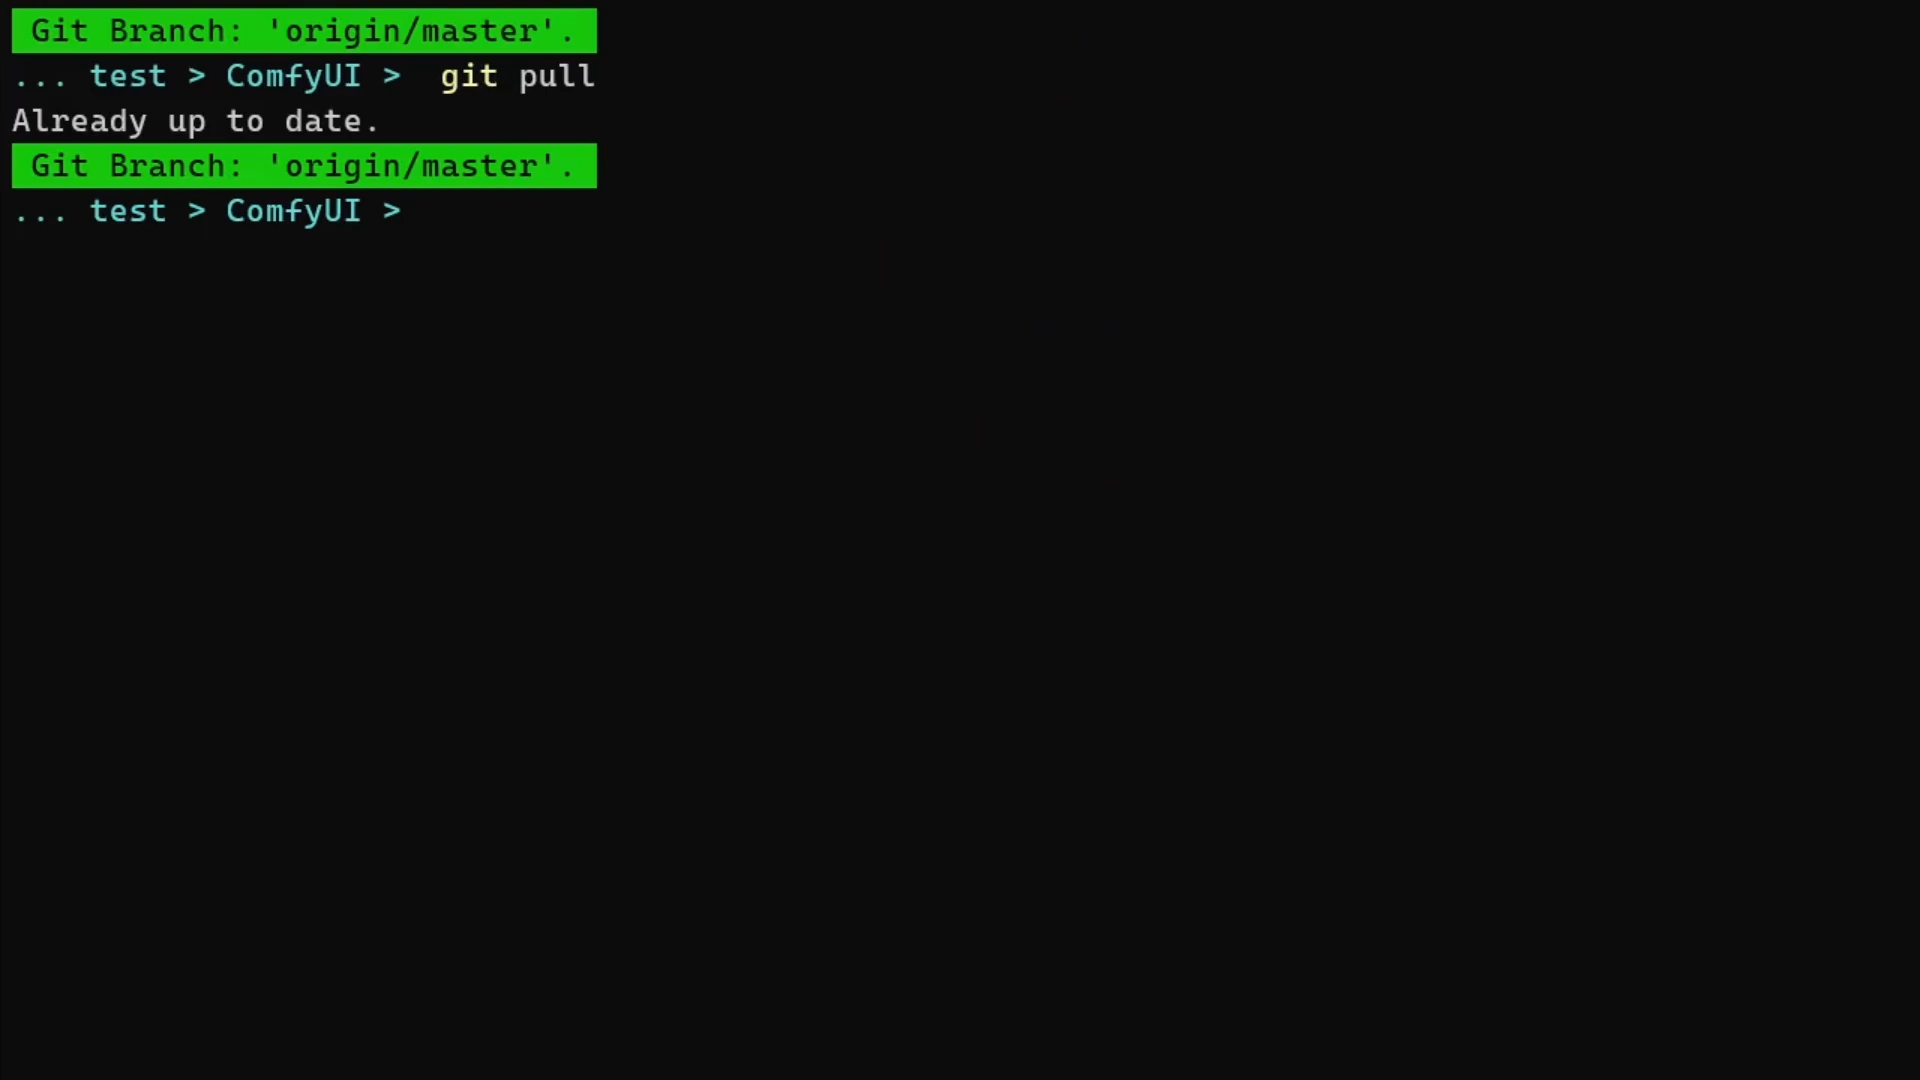 Git Branch: 'origin/master'.
... test > ComfyUI >  git pull
Already up to date.
Git Branch: 'origin/master'.
... test > ComfyUI >